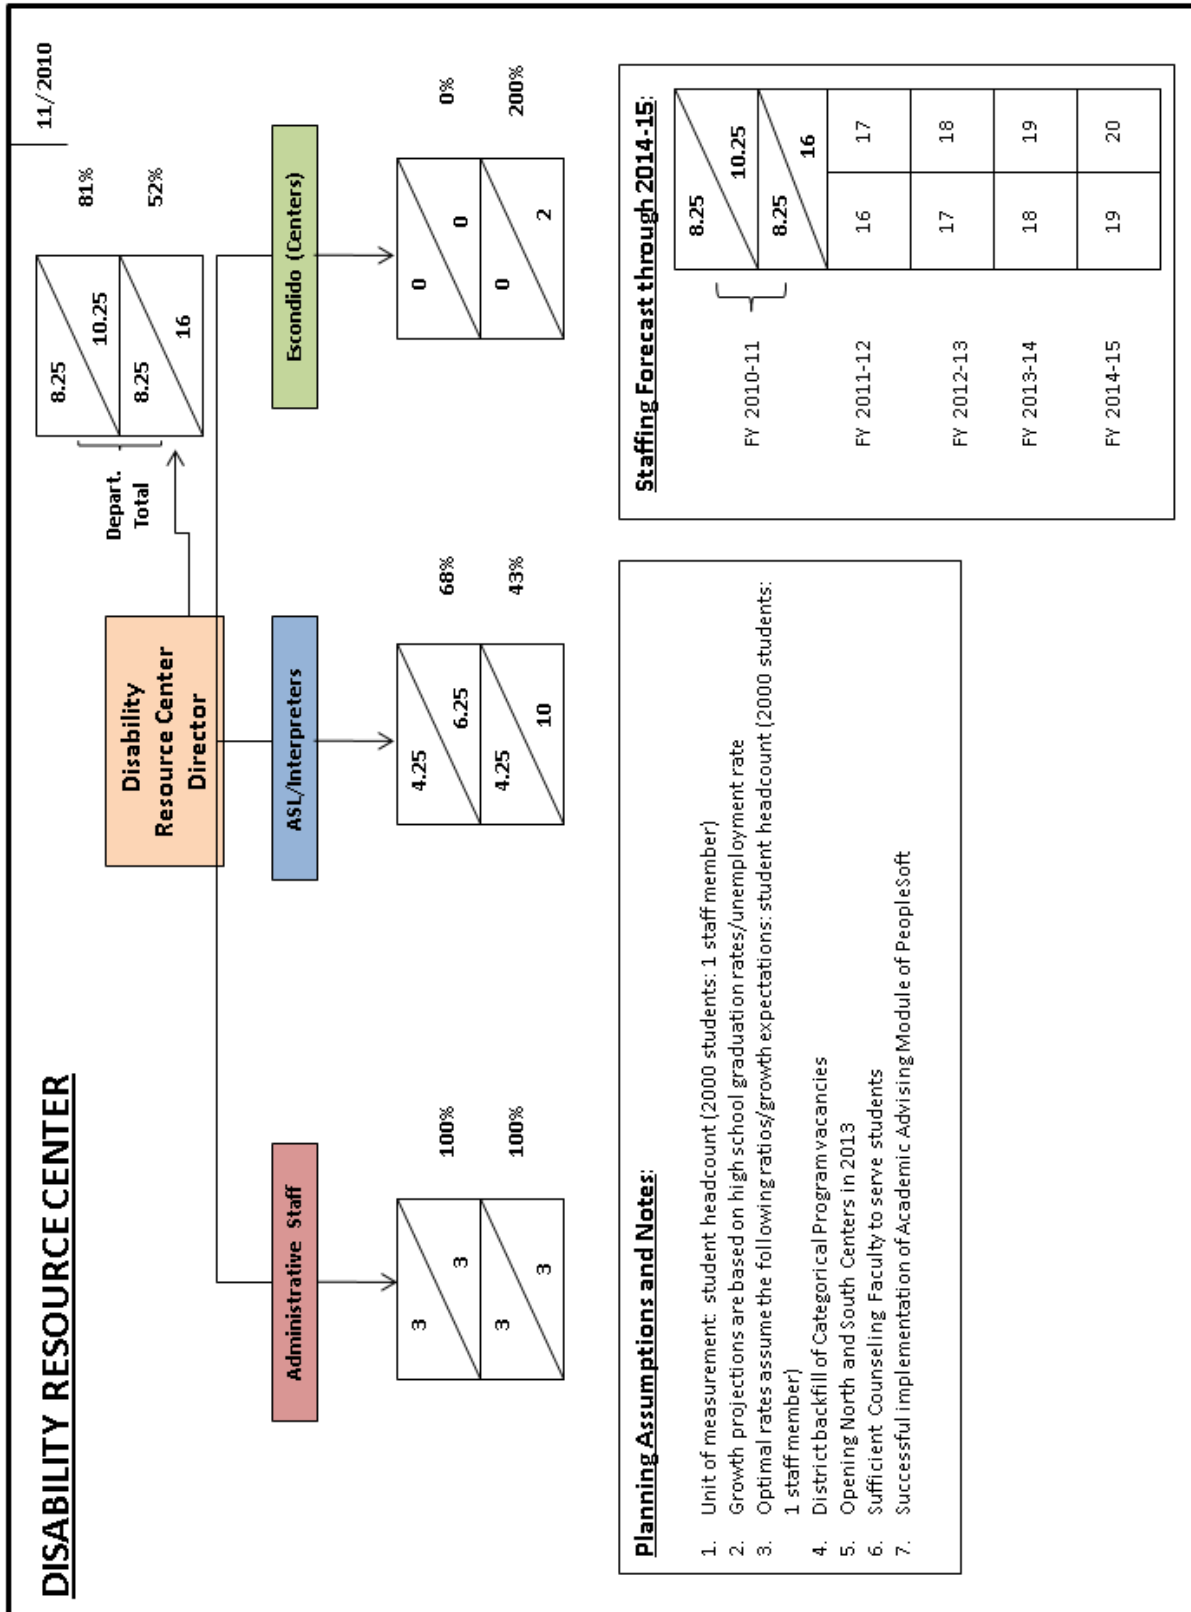 DISABILITY RESOURCE CENTER
11/2010
Disability
Resource Center
Director
Depart.
Total
8.25
10.25
81%
8.25
16
52%
Administrative Staff
3
3
100%
3
3
100%
ASL/Interpreters
4.25
6.25
68%
4.25
10
43%
Escondido (Centers)
0
0
0%
0
2
200%
Planning Assumptions and Notes:
1. Unit of measurement: student headcount (2000 students: 1 staff member)
2. Growth projections are based on high school graduation rates/unemployment rate
3. Optimal rates assume the following ratios/growth expectations: student headcount (2000 students:
1 staff member)
4. District backfill of Categorical Program vacancies
5. Opening North and South Centers in 2013
6. Sufficient Counseling Faculty to serve students
7. Successful implementation of Academic Advising Module of PeopleSoft
Staffing Forecast through 2014-15:
FY 2010-11
8.25
10.25
8.25
16
FY 2011-12 16 17
FY 2012-13 17 18
FY 2013-14 18 19
FY 2014-15 19 20